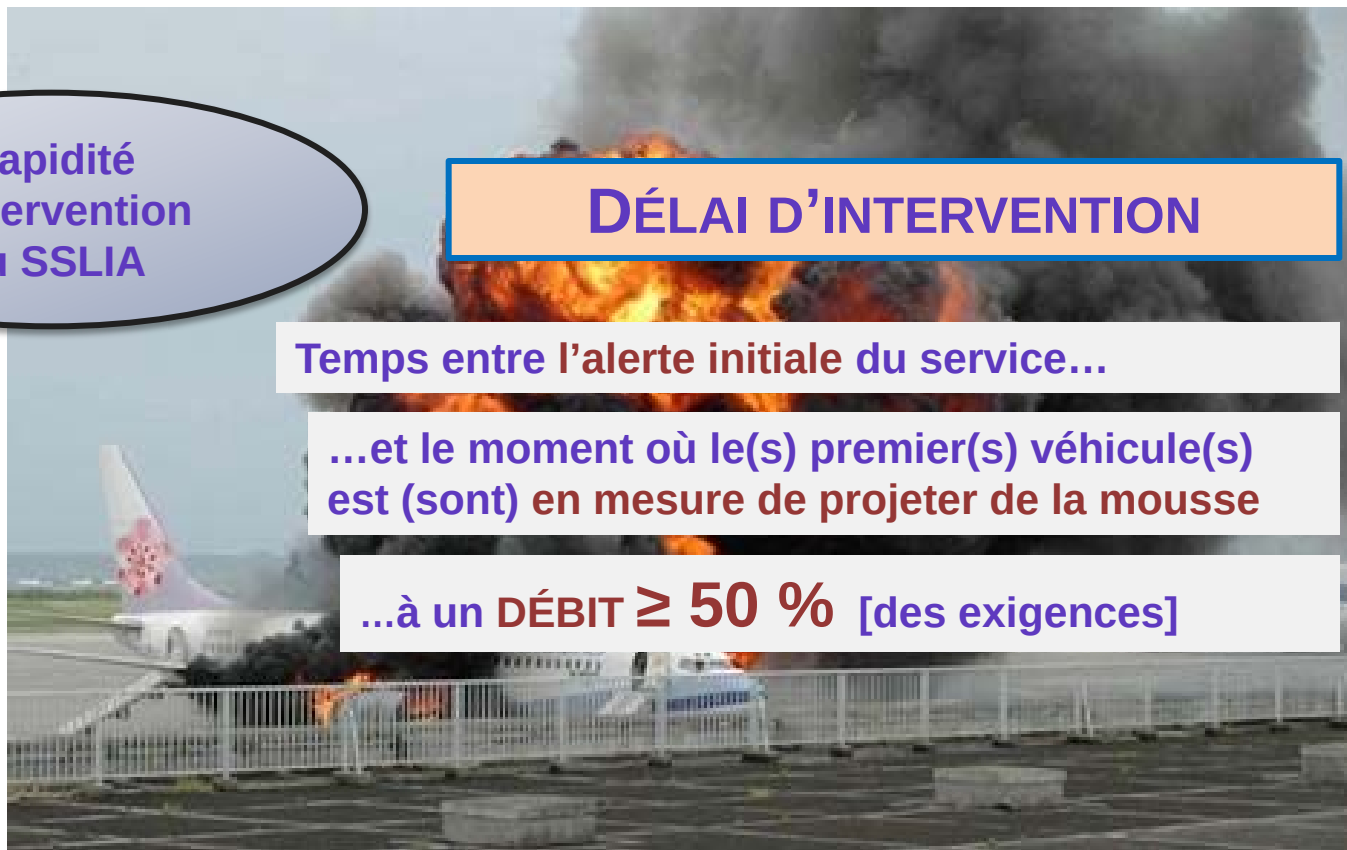 apidité
ervention
SSLIA
DÉLAI D’INTERVENTION
Temps entre l’alerte initiale du service…
…et le moment où le(s) premier(s) véhicule(s)
est (sont) en mesure de projeter de la mousse
…à un DÉBIT ≥ 50 % [des exigences]